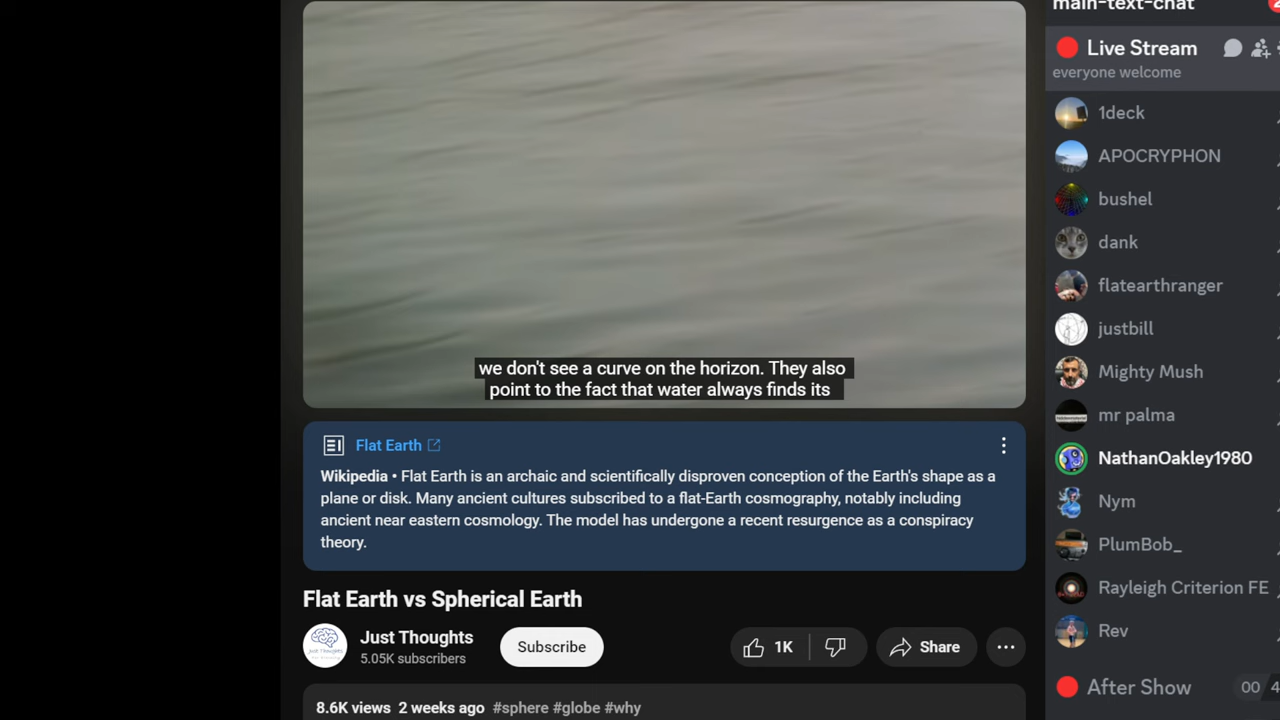 we don't see a curve on the horizon. They also
point to the fact that water always finds its
Flat Earth
Wikipedia • Flat Earth is an archaic and scientifically disproven conception of the Earth's shape as a
plane or disk. Many ancient cultures subscribed to a flat-Earth cosmography, notably including
ancient near eastern cosmology. The model has undergone a recent resurgence as a conspiracy
theory.
Flat Earth vs Spherical Earth
Just Thoughts
5.05K subscribers
Subscribe
1K
Share
8.6K views 2 weeks ago #sphere #globe #why
main-text-chat
Live Stream
everyone welcome
1deck
APOCRYPHON
bushel
dank
flatearthranger
justbill
Mighty Mush
mr palma
NathanOakley1980
Nym
PlumBob_
Rayleigh Criterion FE
Rev
After Show
00